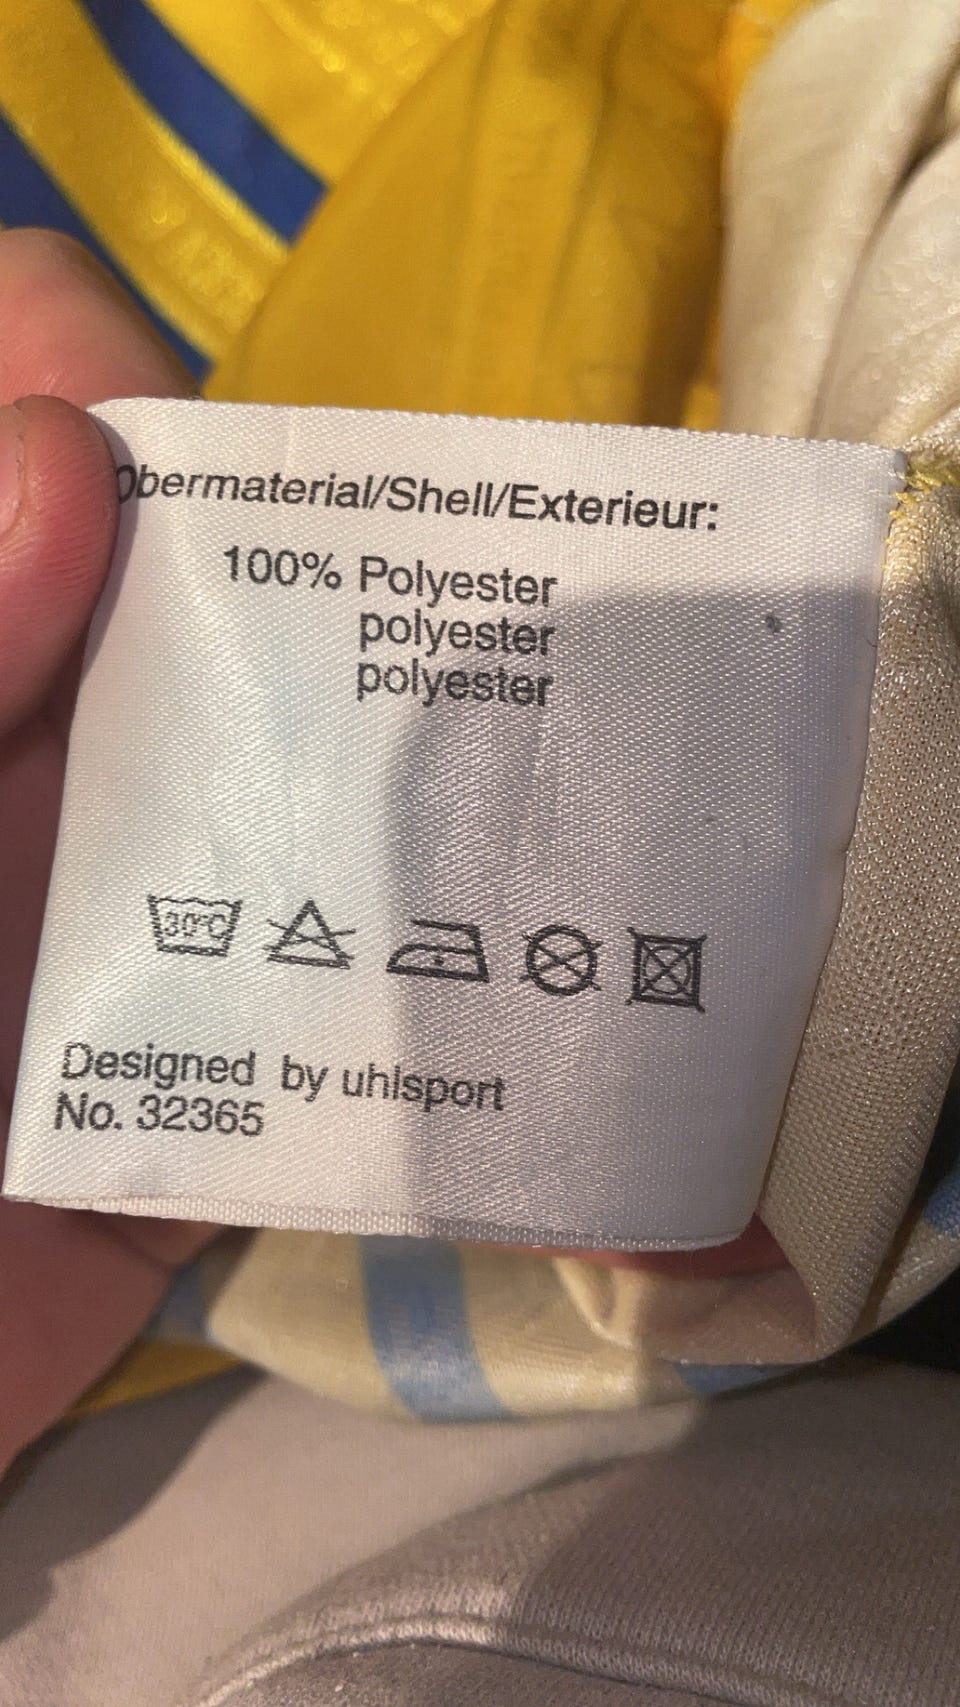 Obermaterial/Shell/Exterieur:
100% Polyester
polyester
polyester
30°C
Designed by uhlsport
No. 32365